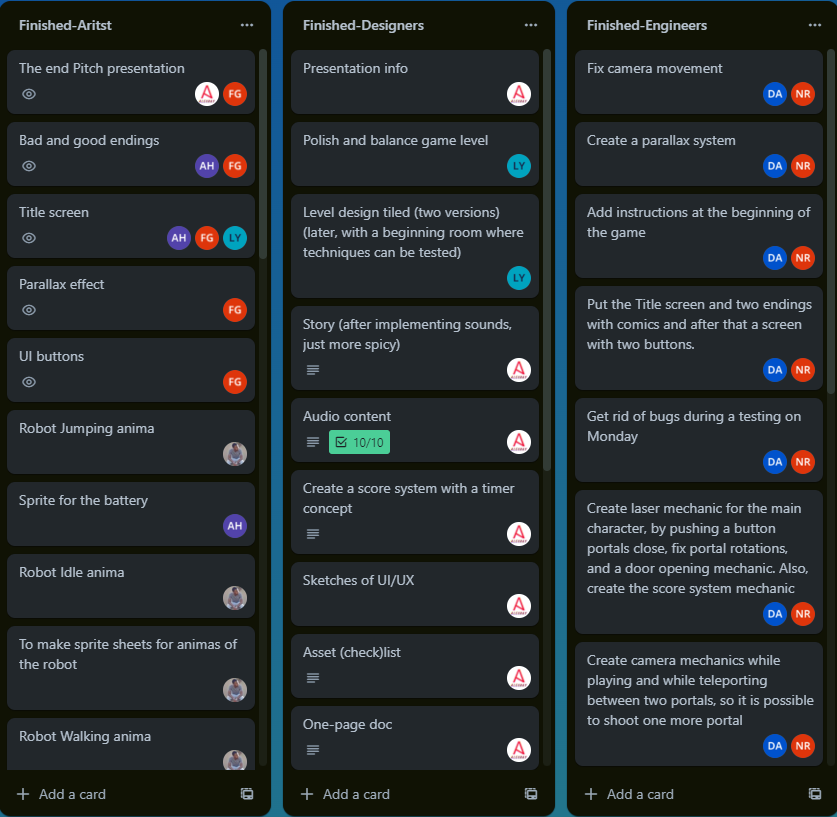 Finished-Aritst
The end Pitch presentation
FG
Bad and good endings
AH FG
Title screen
AH FG LY
Parallax effect
FG
UI buttons
FG
Robot Jumping anima
Sprite for the battery
AH
Robot Idle anima
To make sprite sheets for animas of
the robot
Robot Walking anima
Add a card
Finished-Designers
Presentation info
Polish and balance game level
LY
Level design tiled (two versions)
(later, with a beginning room where
techniques can be tested)
LY
Story (after implementing sounds,
just more spicy)
Audio content
10/10
Create a score system with a timer
concept
Sketches of UI/UX
Asset (check)list
One-page doc
Add a card
Finished-Engineers
Fix camera movement
DA NR
Create a parallax system
DA NR
Add instructions at the beginning of
the game
DA NR
Put the Title screen and two endings
with comics and after that a screen
with two buttons.
DA NR
Get rid of bugs during a testing on
Monday
DA NR
Create laser mechanic for the main
character, by pushing a button
portals close, fix portal rotations,
and a door opening mechanic. Also,
create the score system mechanic
DA NR
Create camera mechanics while
playing and while teleporting
between two portals, so it is possible
to shoot one more portal
DA NR
Add a card